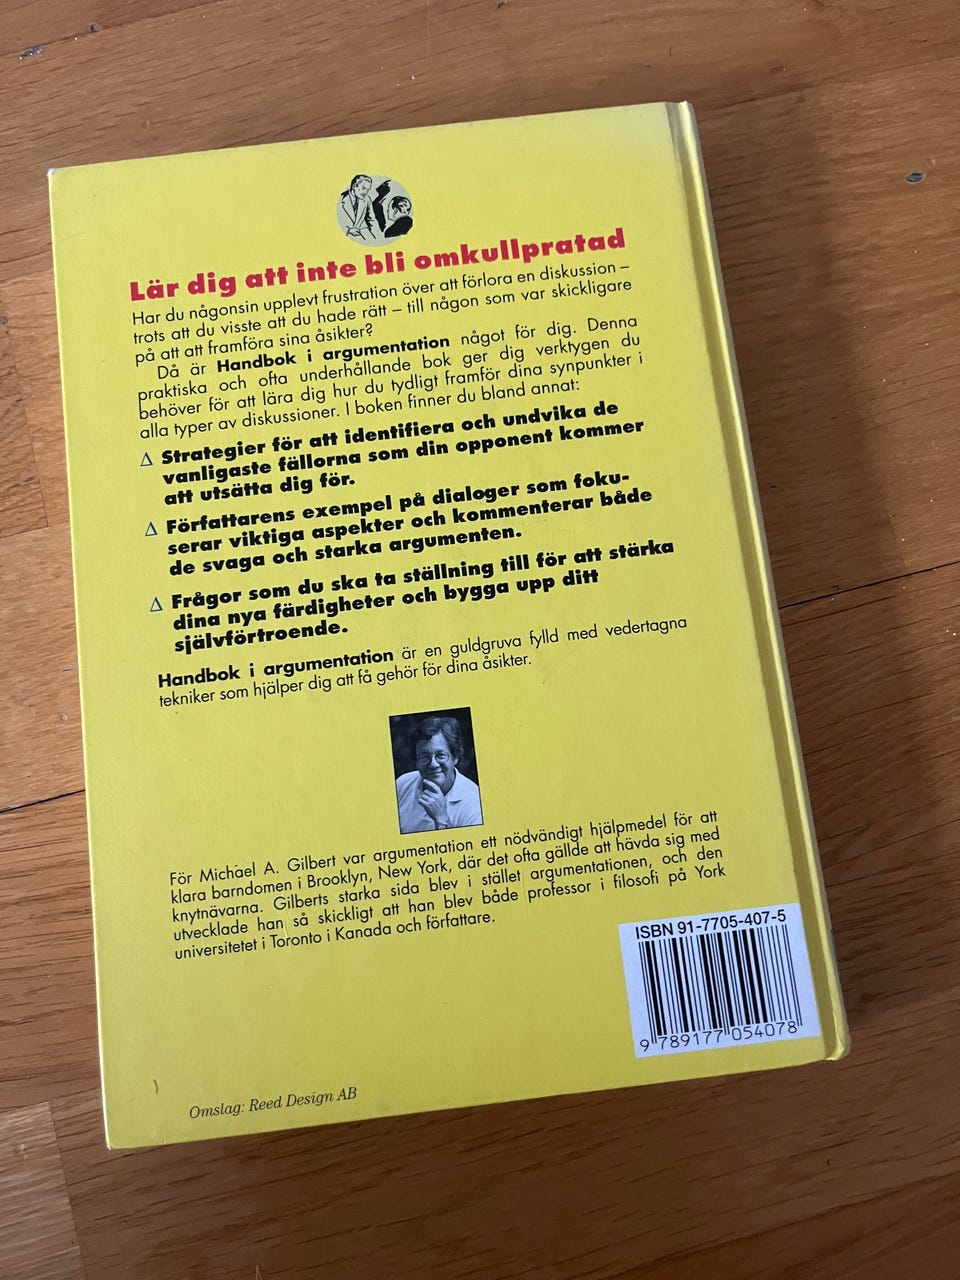 Lär dig att inte bli omkullpratad
Har du någonsin upplevt frustration över att förlora en diskussion –
trots att du visste att du hade rätt – till någon som var skickligare
på att att framföra sina åsikter?
Då är Handbok i argumentation något för dig. Denna
praktiska och ofta underhållande bok ger dig verktygen du
behöver för att lära dig hur du tydligt framför dina synpunkter i
alla typer av diskussioner. I boken finner du bland annat:
∆ Strategier för att identifiera och undvika de
vanligaste fällorna som din opponent kommer
att utsätta dig för.
∆ Författarens exempel på dialoger som foku-
serar viktiga aspekter och kommenterar både
de svaga och starka argumenten.
∆ Frågor som du ska ta ställning till för att stärka
dina nya färdigheter och bygga upp ditt
självförtroende.
Handbok i argumentation är en guldgruva fylld med vedertagna
tekniker som hjälper dig att få gehör för dina åsikter.
För Michael A. Gilbert var argumentation ett nödvändigt hjälpmedel för att
klara barndomen i Brooklyn, New York, där det ofta gällde att hävda sig med
knytnävarna. Gilberts starka sida blev i stället argumentationen, och den
utvecklade han så skickligt att han blev både professor i filosofi på York
universitetet i Toronto i Kanada och författare.
ISBN 91-7705-407-5
9 789177 054078
Omslag: Reed Design AB